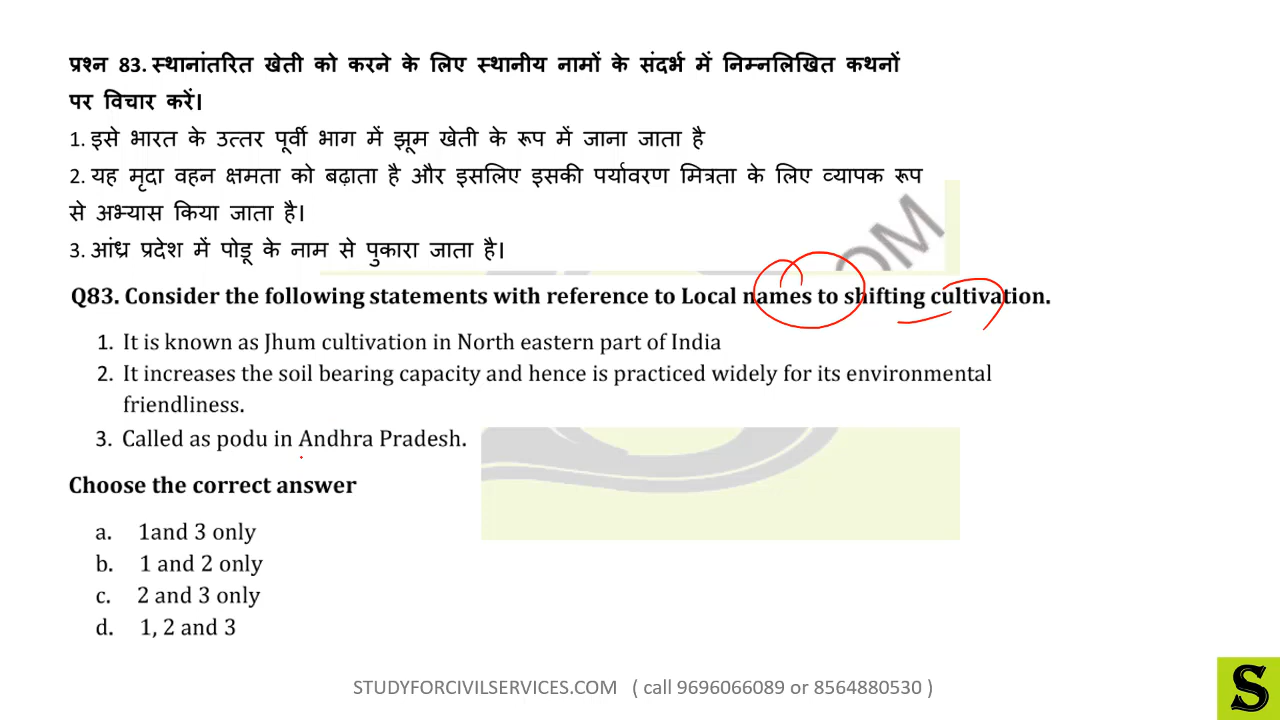 प्रश्न 83. स्थानांतरित खेती को करने के लिए स्थानीय नामों के संदर्भ में निम्नलिखित कथनों
पर विचार करें।
1. इसे भारत के उत्तर पूर्वी भाग में झूम खेती के रूप में जाना जाता है
2. यह मृदा वहन क्षमता को बढ़ाता है और इसलिए इसकी पर्यावरण मित्रता के लिए व्यापक रूप
से अभ्यास किया जाता है।
3. आंध्र प्रदेश में पोडू के नाम से पुकारा जाता है।
OM
Q83. Consider the following statements with reference to Local names to shifting cultivation.
1. It is known as Jhum cultivation in North eastern part of India
2. It increases the soil bearing capacity and hence is practiced widely for its environmental
friendliness.
3. Called as podu in Andhra Pradesh.
Choose the correct answer
a. 1and 3 only
b. 1 and 2 only
c. 2 and 3 only
d. 1, 2 and 3
STUDYFORCIVILSERVICES.COM ( call 9696066089 or 8564880530 )
S